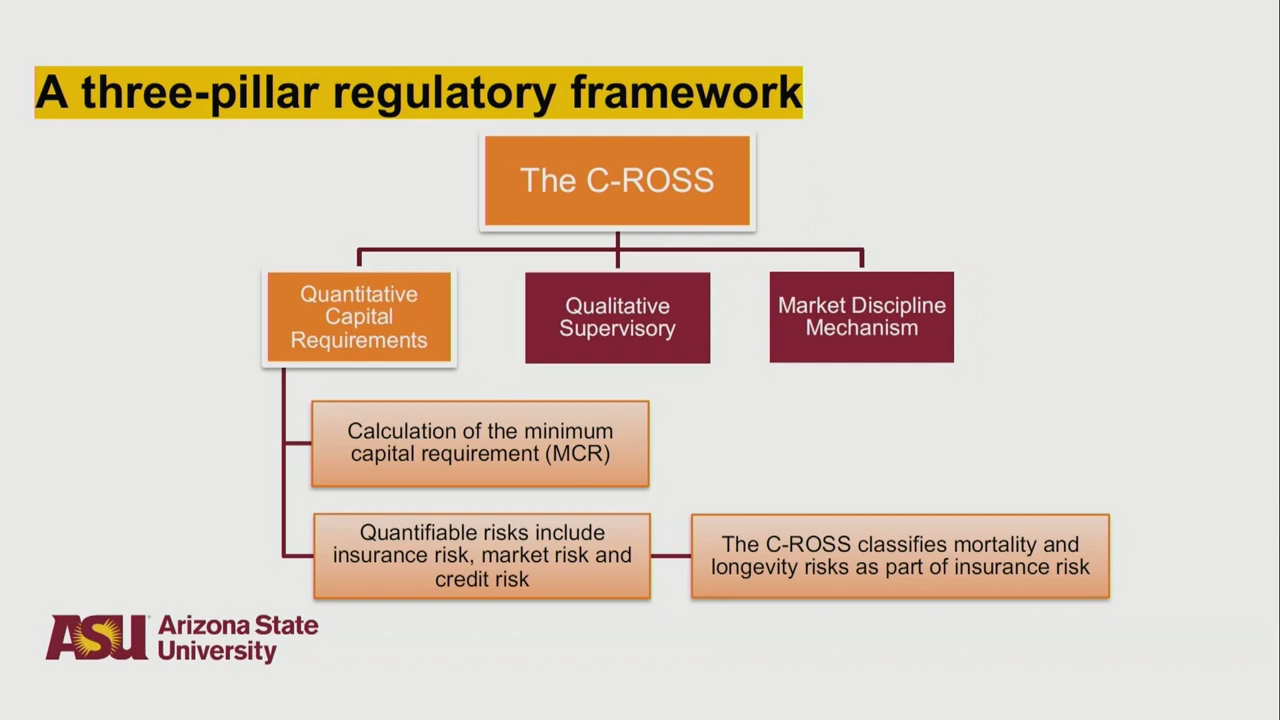 A three-pillar regulatory framework
The C-ROSS
Quantitative
Capital
Requirements
Qualitative
Supervisory
Market Discipline
Mechanism
Calculation of the minimum
capital requirement (MCR)
Quantifiable risks include
insurance risk, market risk and
credit risk
The C-ROSS classifies mortality and
longevity risks as part of insurance risk
ASU Arizona State
University